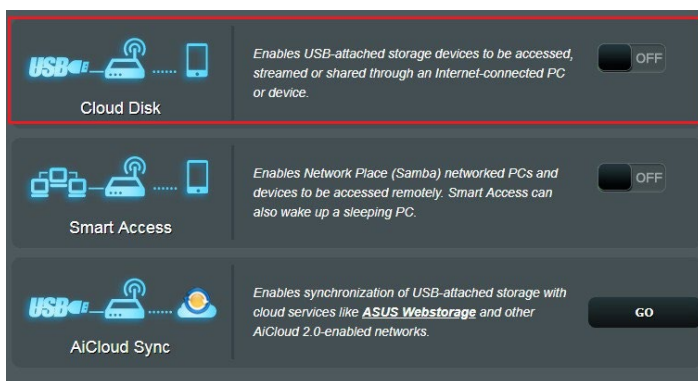 Enables USB-attached storage devices to be accessed,
USB
streamed or shared through an Internet-connected PC
OFF
or device.
Cloud Disk
Enables Network Place (Samba) networked PCs and
devices to be accessed remotely. Smart Access can
OFF
also wake up a sleeping PC.
Smart Access
Enables synchronization of USB-attached storage with
USB
cloud services like ASUS Webstorage and other
GO
AiCloud 2.0-enabled networks.
AiCloud Sync